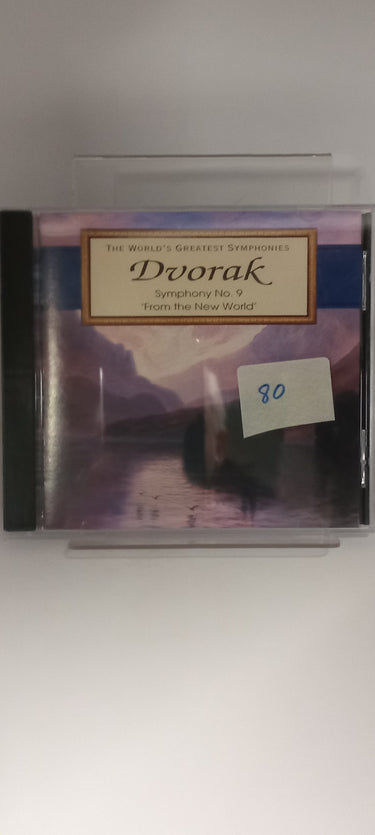 THE WORLD'S GREATEST SYMPHONIES
Dvorak
Symphony No. 9
"From the New World"
80